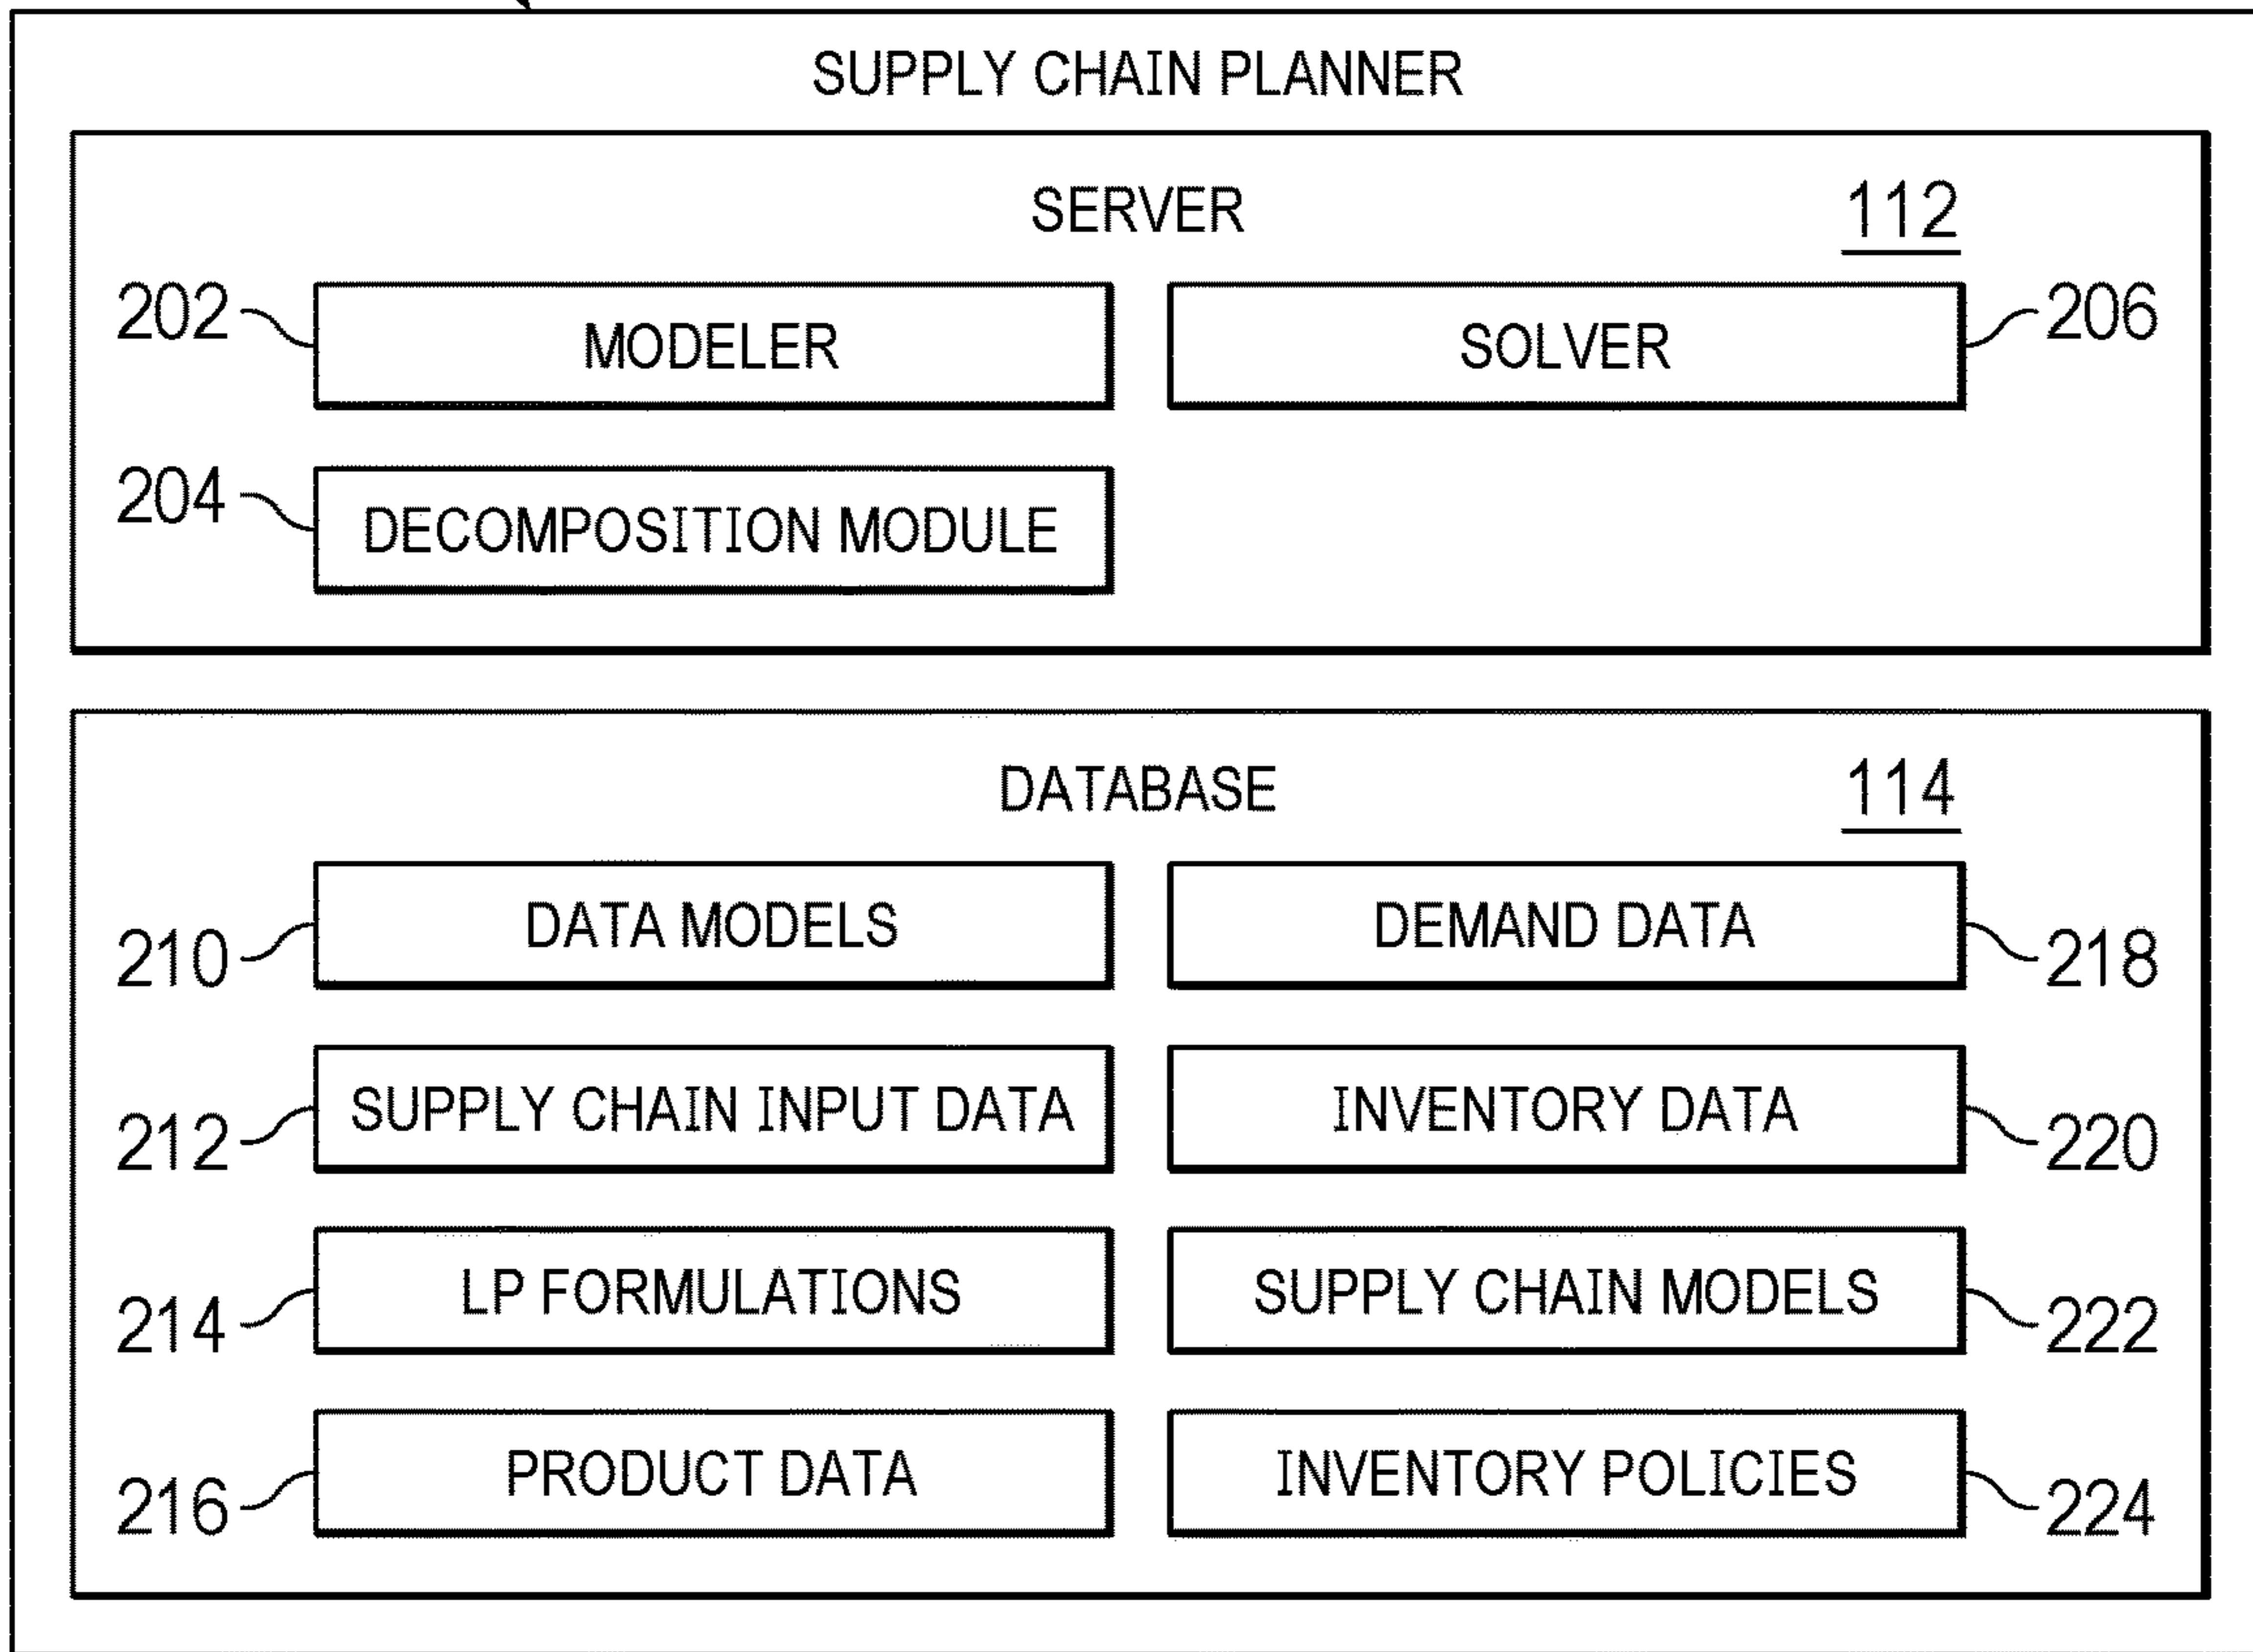 SUPPLY CHAIN PLANNER
SERVER 112
202 MODELER SOLVER 206
204 DECOMPOSITION MODULE
DATABASE 114
210 DATA MODELS DEMAND DATA 218
212 SUPPLY CHAIN INPUT DATA INVENTORY DATA 220
214 LP FORMULATIONS SUPPLY CHAIN MODELS 222
216 PRODUCT DATA INVENTORY POLICIES 224